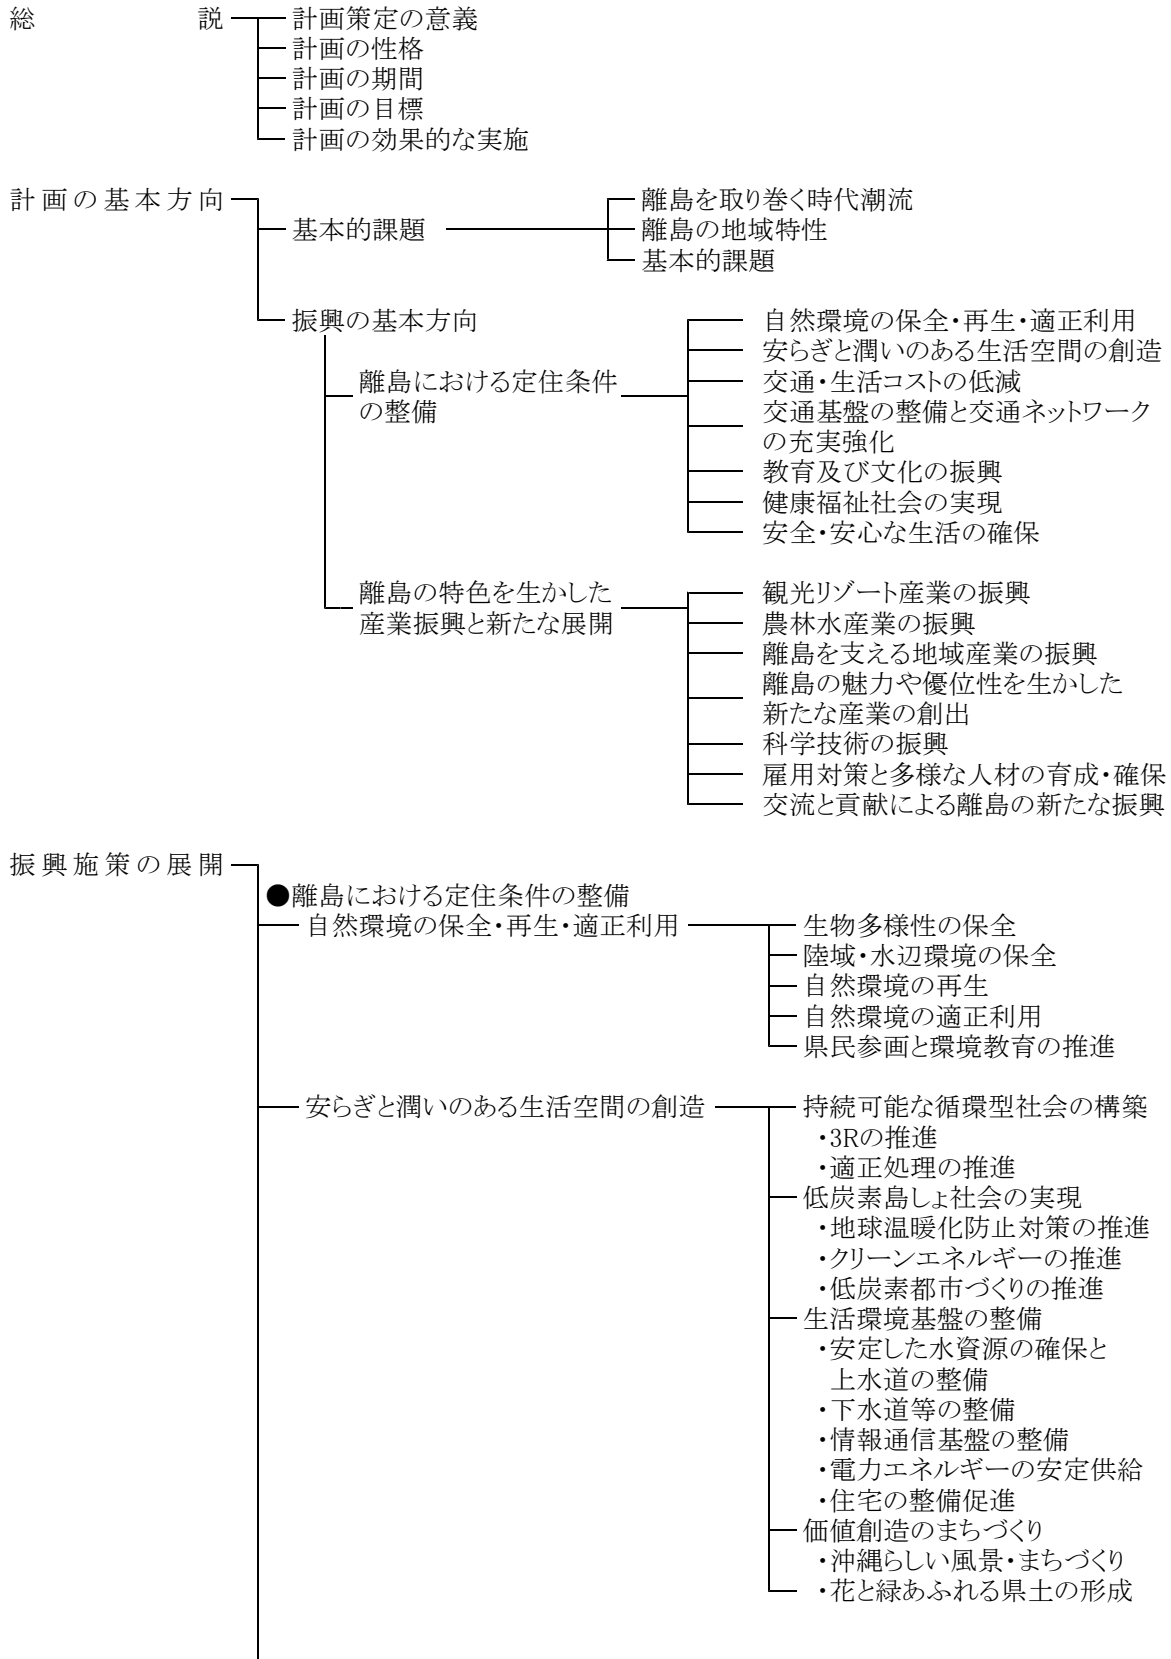 総説
計画策定の意義
計画の性格
計画の期間
計画の目標
計画の効果的な実施
計画の基本方向
基本的課題
離島を取り巻く時代潮流
離島の地域特性
基本的課題
振興の基本方向
離島における定住条件
の整備
自然環境の保全・再生・適正利用
安らぎと潤いのある生活空間の創造
交通・生活コストの低減
交通基盤の整備と交通ネットワーク
の充実強化
教育及び文化の振興
健康福祉社会の実現
安全・安心な生活の確保
離島の特色を生かした
産業振興と新たな展開
観光リゾート産業の振興
農林水産業の振興
離島を支える地域産業の振興
離島の魅力や優位性を生かした
新たな産業の創出
科学技術の振興
雇用対策と多様な人材の育成・確保
交流と貢献による離島の新たな振興
振興施策の展開
●離島における定住条件の整備
自然環境の保全・再生・適正利用
生物多様性の保全
陸域・水辺環境の保全
自然環境の再生
自然環境の適正利用
県民参画と環境教育の推進
安らぎと潤いのある生活空間の創造
持続可能な循環型社会の構築
・3Rの推進
・適正処理の推進
低炭素島しょ社会の実現
・地球温暖化防止対策の推進
・クリーンエネルギーの推進
・低炭素都市づくりの推進
生活環境基盤の整備
・安定した水資源の確保と
上水道の整備
・下水道等の整備
・情報通信基盤の整備
・電力エネルギーの安定供給
・住宅の整備促進
価値創造のまちづくり
・沖縄らしい風景・まちづくり
・花と緑あふれる県土の形成